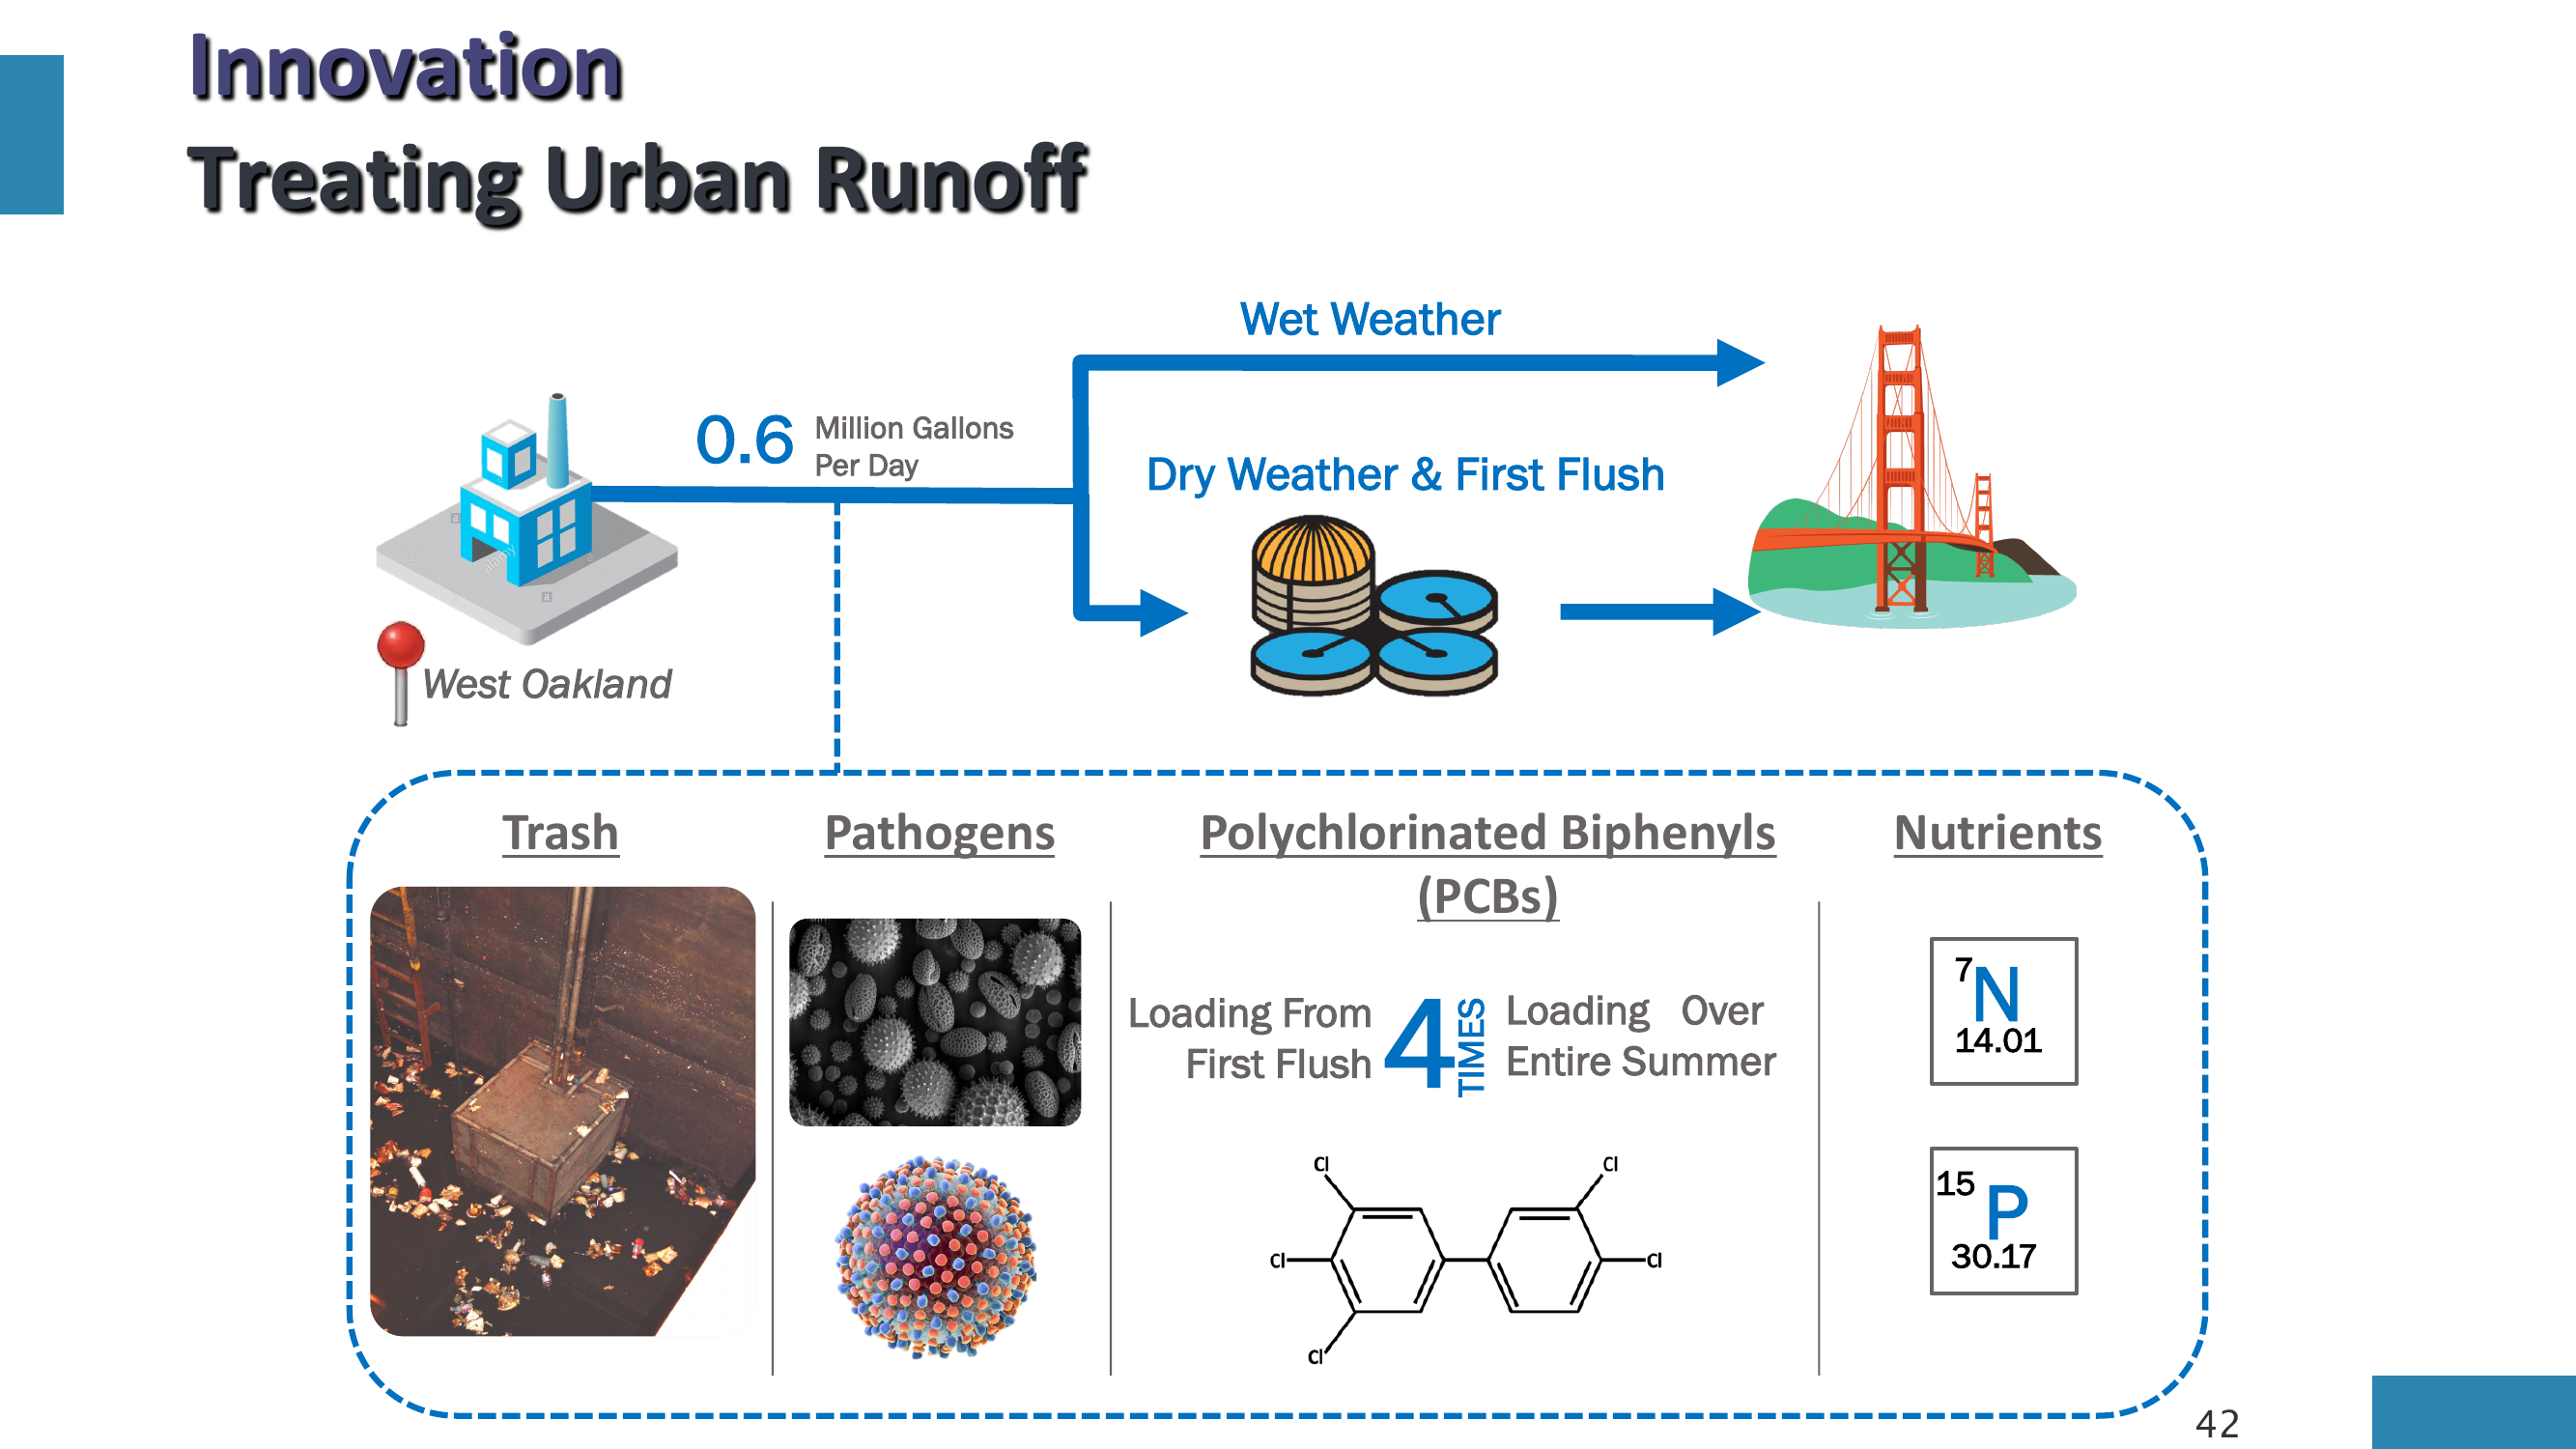 Innovation
Treating Urban Runoff
Wet Weather
0.6 Million Gallons
Per Day
Dry Weather & First Flush
alamy
a
a
a
West Oakland
Trash
Pathogens
Polychlorinated Biphenyls
(PCBs)
Nutrients
Loading From
First Flush
4
TIMES
Loading Over
Entire Summer
7
N
14.01
15
P
30.17
Cl
Cl
Cl
Cl
Cl
42